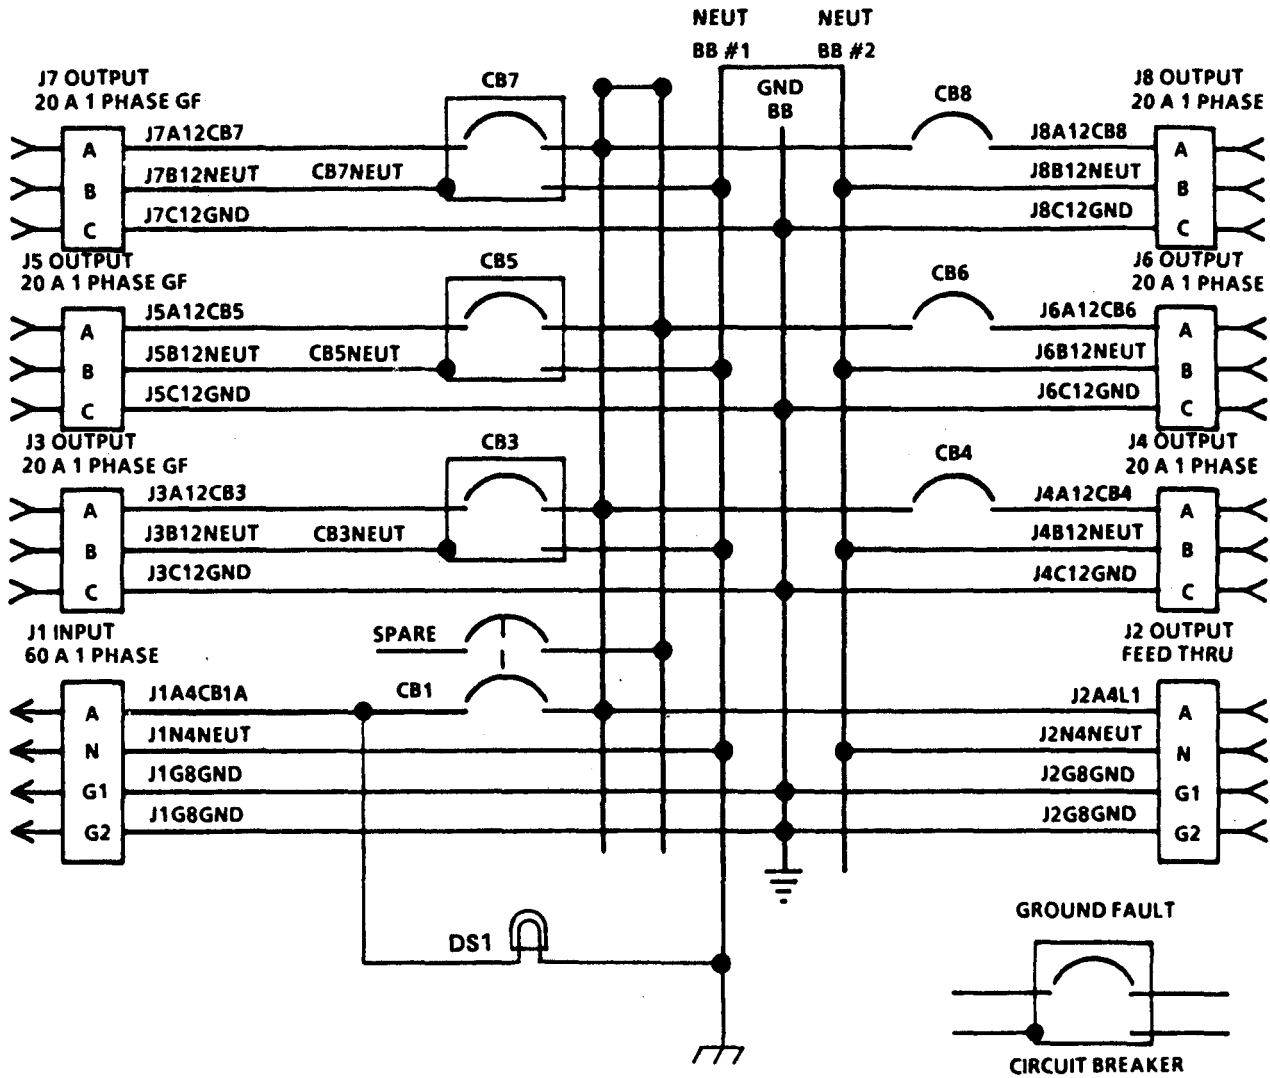 NEUT NEUT
BB #1 BB #2
GND
BB
J7 OUTPUT
20 A 1 PHASE GF
CB7
CB8
J8 OUTPUT
20 A 1 PHASE
A J7A12CB7
B J7B12NEUT CB7NEUT
C J7C12GND
J8A12CB8 A
J8B12NEUT B
J8C12GND C
J5 OUTPUT
20 A 1 PHASE GF
CB5
CB6
J6 OUTPUT
20 A 1 PHASE
A J5A12CB5
B J5B12NEUT CB5NEUT
C J5C12GND
J6A12CB6 A
J6B12NEUT B
J6C12GND C
J3 OUTPUT
20 A 1 PHASE GF
CB3
CB4
J4 OUTPUT
20 A 1 PHASE
A J3A12CB3
B J3B12NEUT CB3NEUT
C J3C12GND
J4A12CB4 A
J4B12NEUT B
J4C12GND C
J1 INPUT
60 A 1 PHASE
SPARE
CB1
J2 OUTPUT
FEED THRU
A J1A4CB1A
N J1N4NEUT
G1 J1G8GND
G2 J1G8GND
J2A4L1 A
J2N4NEUT N
J2G8GND G1
J2G8GND G2
DS1
GROUND FAULT
CIRCUIT BREAKER